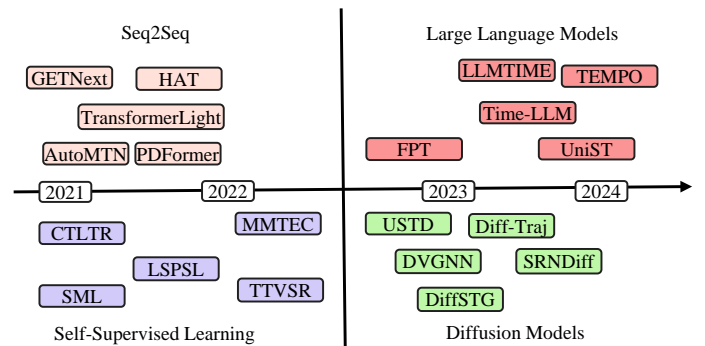 Seq2Seq
GETNext
HAT
TransformerLight
AutoMTN
PDFormer
Large Language Models
LLMTIME
TEMPO
Time-LLM
FPT
UniST
2021
2022
2023
2024
CTLTR
MMTEC
LSPSL
SML
TTVSR
Self-Supervised Learning
USTD
Diff-Traj
DVGNN
SRNDiff
DiffSTG
Diffusion Models